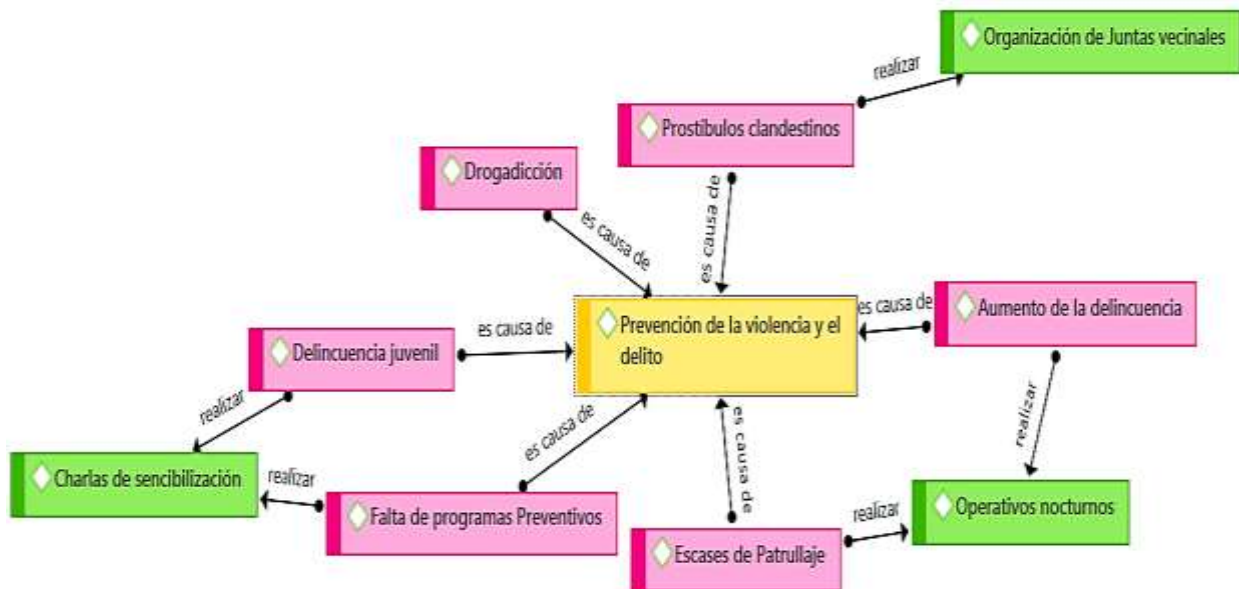 Organización de Juntas vecinales
realizar
Prostíbulos clandestinos
Drogadicción
es causa de
es causa de
Prevención de la violencia y el
delito
es causa de
Aumento de la delincuencia
es causa de
Delincuencia juvenil
realizar
es causa de
es causa de
realizar
Charlas de sencibilización
realizar
Falta de programas Preventivos
realizar
Operativos nocturnos
Escases de Patrullaje